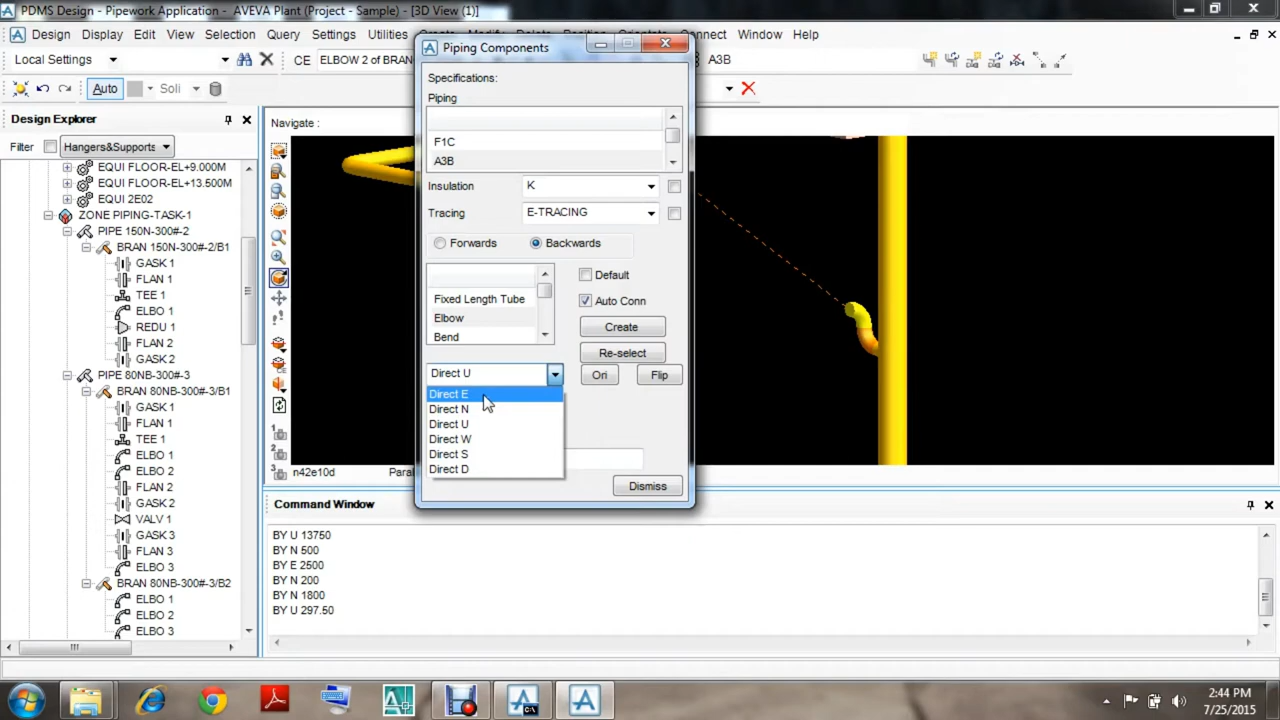 PDMS Design - Pipework Application - AVEVA Plant (Project - Sample) - [3D View (1)]
Design Display Edit View Selection Query Settings Utilities
nnect Window Help
Local Settings
CE ELBOW 2 of BRAN
A3B
Auto
Soli
Design Explorer
Filter Hangers&Supports
EQUI FLOOR-EL+9.000M
EQUI FLOOR-EL+13.500M
EQUI 2E02
ZONE PIPING-TASK-1
PIPE 150N-300#-2
BRAN 150N-300#-2/B1
GASK 1
FLAN 1
TEE 1
ELBO 1
REDU 1
FLAN 2
GASK 2
PIPE 80NB-300#-3
BRAN 80NB-300#-3/B1
GASK 1
FLAN 1
TEE 1
ELBO 1
ELBO 2
FLAN 2
GASK 2
VALV 1
GASK 3
FLAN 3
ELBO 3
BRAN 80NB-300#-3/B2
ELBO 1
ELBO 2
ELBO 3
Navigate :
n42e10d Paral
Piping Components
Specifications:
Piping
F1C
A3B
Insulation K
Tracing E-TRACING
Forwards Backwards
Fixed Length Tube
Elbow
Bend
Default
Auto Conn
Create
Re-select
Direct U
Ori Flip
Direct E
Direct N
Direct U
Direct W
Direct S
Direct D
Dismiss
Command Window
BY U 13750
BY N 500
BY E 2500
BY N 200
BY N 1800
BY U 297.50
2:44 PM
7/25/2015